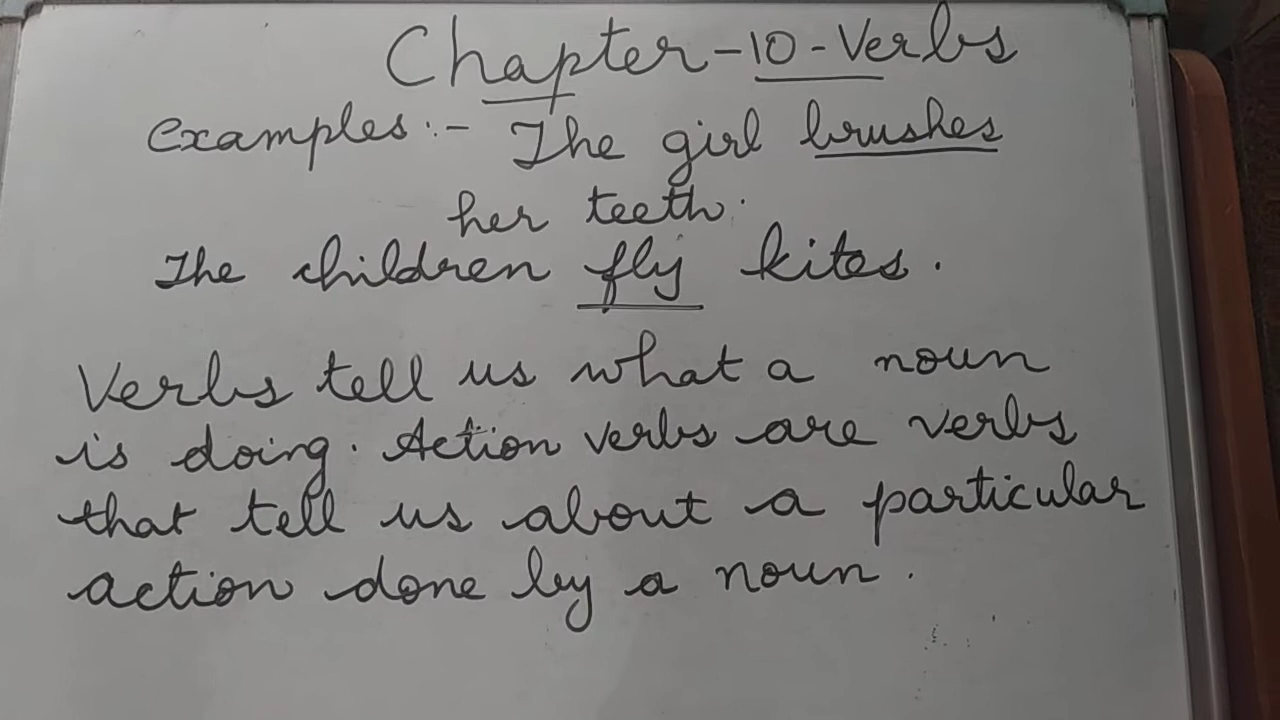 Chapter-10-Verbs
examples:- The girl brushes
her teeth.
The children fly kites.
Verbs tell us what a noun
is doing. Action verbs are verbs
that tell us about a particular
action done by a noun.